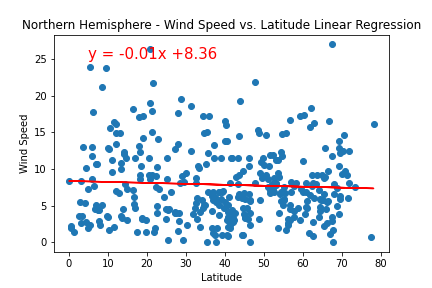 Northern Hemisphere - Wind Speed vs. Latitude Linear Regression
y = -0.01x +8.36
25
20
15
10
5
0
Wind Speed
0 10 20 30 40 50 60 70 80
Latitude